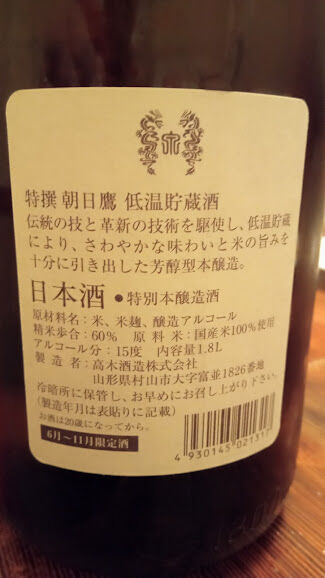 特撰 朝日鷹 低温貯蔵酒
伝統の技と革新の技術を駆使し、低温貯蔵
により、さわやかな味わいと米の旨みを
十分に引き出した芳醇型本醸造。
日本酒 ●特別本醸造酒
原材料名：米、米麹、醸造アルコール
精米歩合：60% 原料米：国産米100%使用
アルコール分：15度 内容量1.8L
製造者：高木酒造株式会社
山形県村山市大字富並1826番地
冷暗所に保管し、お早めにお召し上がり下さい。
(製造年月は表貼りに記載)
お酒は20歳になってから。
6月〜11月限定酒
4 930145 021311